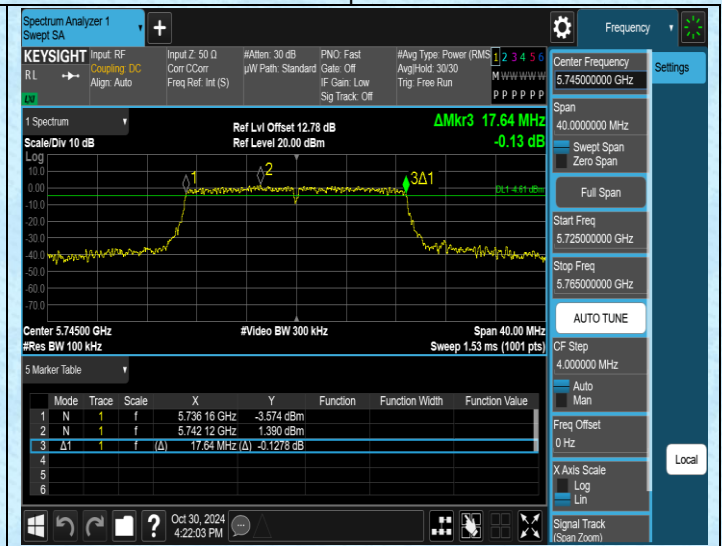 Spectrum Analyzer 1
Swept SA
Frequency
KEYSIGHT
RL
Input: RF
Coupling: DC
Align: Auto
Input Z: 50 Ω
Corr CCorr
Freq Ref: Int (S)
#Atten: 30 dB
µW Path: Standard
PNO: Fast
Gate: Off
IF Gain: Low
Sig Track: Off
#Avg Type: Power (RMS
Avg|Hold: 30/30
Trig: Free Run
1 2 3 4 5 6
M W W W W W
P P P P P P
1 Spectrum
Scale/Div 10 dB
Ref Lvl Offset 12.78 dB
Ref Level 20.00 dBm
ΔMkr3 17.64 MHz
-0.13 dB
Log
10.0
0.00
-10.0
-20.0
-30.0
-40.0
-50.0
-60.0
-70.0
1
2
3Δ1
DL1 -4.61 dBm
Center 5.74500 GHz
#Res BW 100 kHz
#Video BW 300 kHz
Span 40.00 MHz
Sweep 1.53 ms (1001 pts)
5 Marker Table
Mode Trace Scale X Y Function Function Width Function Value
1 N 1 f 5.736 16 GHz -3.574 dBm
2 N 1 f 5.742 12 GHz 1.390 dBm
3 Δ1 1 f (Δ) 17.64 MHz (Δ) -0.1278 dB
4
5
6
Oct 30, 2024
4:22:03 PM
Center Frequency
5.745000000 GHz
Span
40.0000000 MHz
Swept Span
Zero Span
Full Span
Start Freq
5.725000000 GHz
Stop Freq
5.765000000 GHz
AUTO TUNE
CF Step
4.000000 MHz
Auto
Man
Freq Offset
0 Hz
X Axis Scale
Log
Lin
Signal Track
(Span Zoom)
Settings
Local